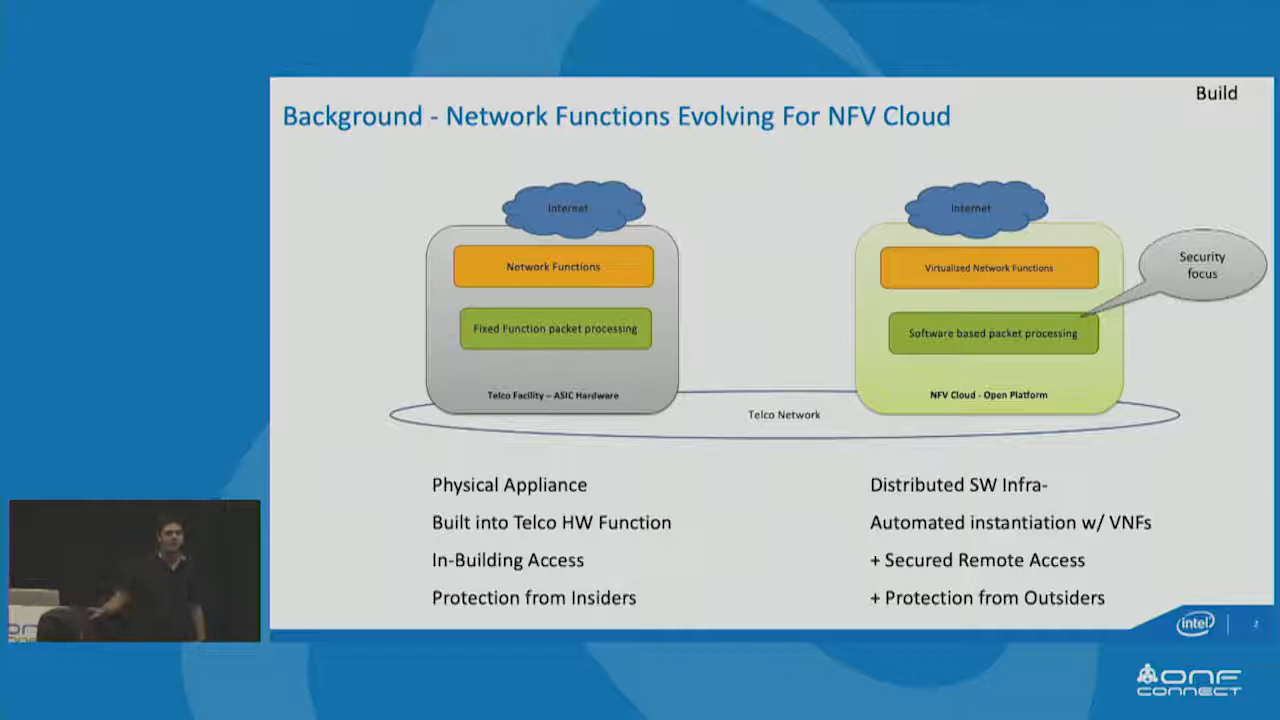 Build
Background - Network Functions Evolving For NFV Cloud
Internet
Network Functions
Fixed Function packet processing
Telco Facility – ASIC Hardware
Internet
Virtualized Network Functions
Software based packet processing
NFV Cloud - Open Platform
Security
focus
Telco Network
Physical Appliance
Built into Telco HW Function
In-Building Access
Protection from Insiders
Distributed SW Infra-
Automated instantiation w/ VNFs
+ Secured Remote Access
+ Protection from Outsiders
intel
2
ONF
CONNECT